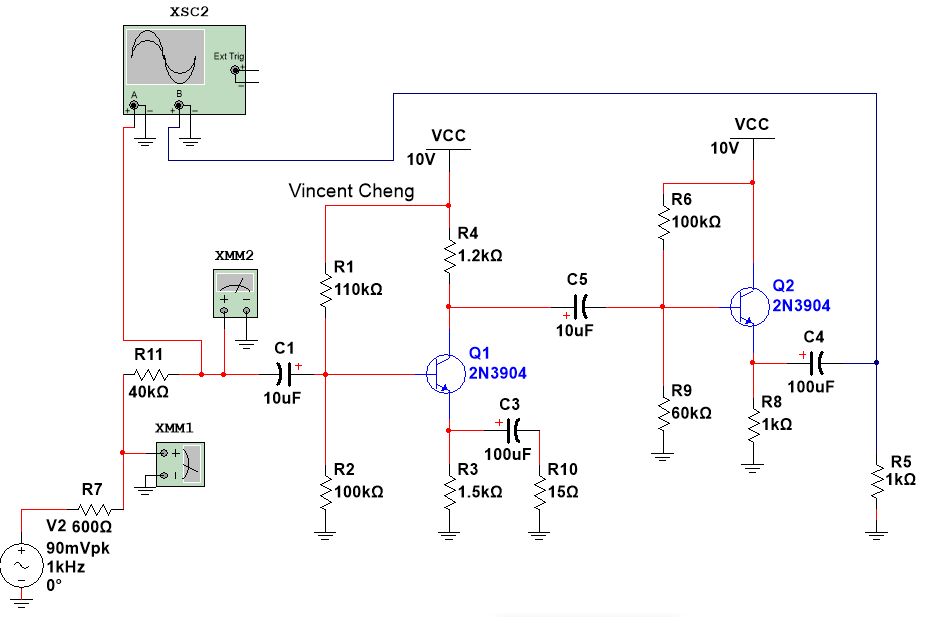 XSC2
Ext Trig
+
−
A
B
+ −
+ −
VCC
10V
VCC
10V
Vincent Cheng
R6
100kΩ
R4
1.2kΩ
XMM2
+ −
R1
110kΩ
C5
+
10uF
Q2
2N3904
C4
+
100uF
R11
40kΩ
C1
+
10uF
Q1
2N3904
R9
60kΩ
R8
1kΩ
C3
+
100uF
XMM1
+
−
R2
100kΩ
R3
1.5kΩ
R10
15Ω
R5
1kΩ
R7
600Ω
V2
+
−
90mVpk
1kHz
0°